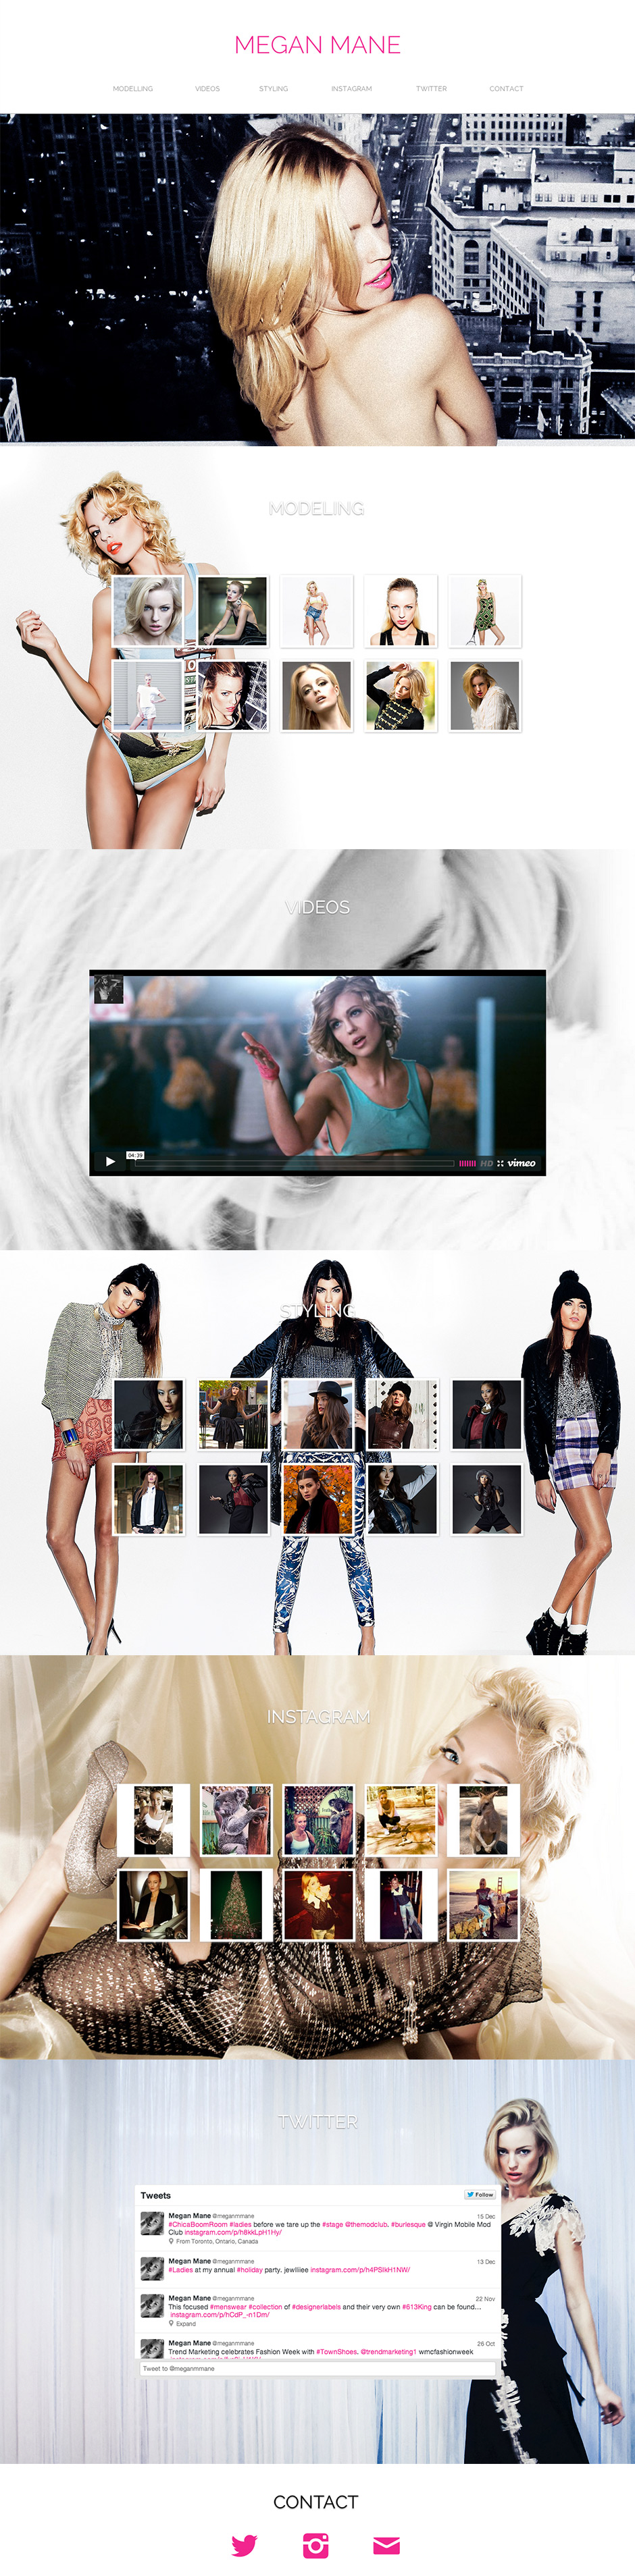 MEGAN MANE
MODELLING VIDEOS STYLING INSTAGRAM TWITTER CONTACT
MODELING
VIDEOS
04:39
HD vimeo
STYLING
INSTAGRAM
TWITTER
Tweets
Follow
Megan Mane @meganmmane 15 Dec
#ChicaBoomRoom #ladies before we tare up the #stage @themodclub. #burlesque @ Virgin Mobile Mod
Club instagram.com/p/h8kkLpH1Hy/
From Toronto, Ontario, Canada
Megan Mane @meganmmane 13 Dec
#Ladies at my annual #holiday party. jewlliiee instagram.com/p/h4PSlkH1NW/
Megan Mane @meganmmane 22 Nov
This focused #menswear #collection of #designerlabels and their very own #613King can be found…
instagram.com/p/hCdP_-n1Dm/
Expand
Megan Mane @meganmmane 26 Oct
Trend Marketing celebrates Fashion Week with #TownShoes. @trendmarketing1 wmcfashionweek
Tweet to @meganmmane
CONTACT